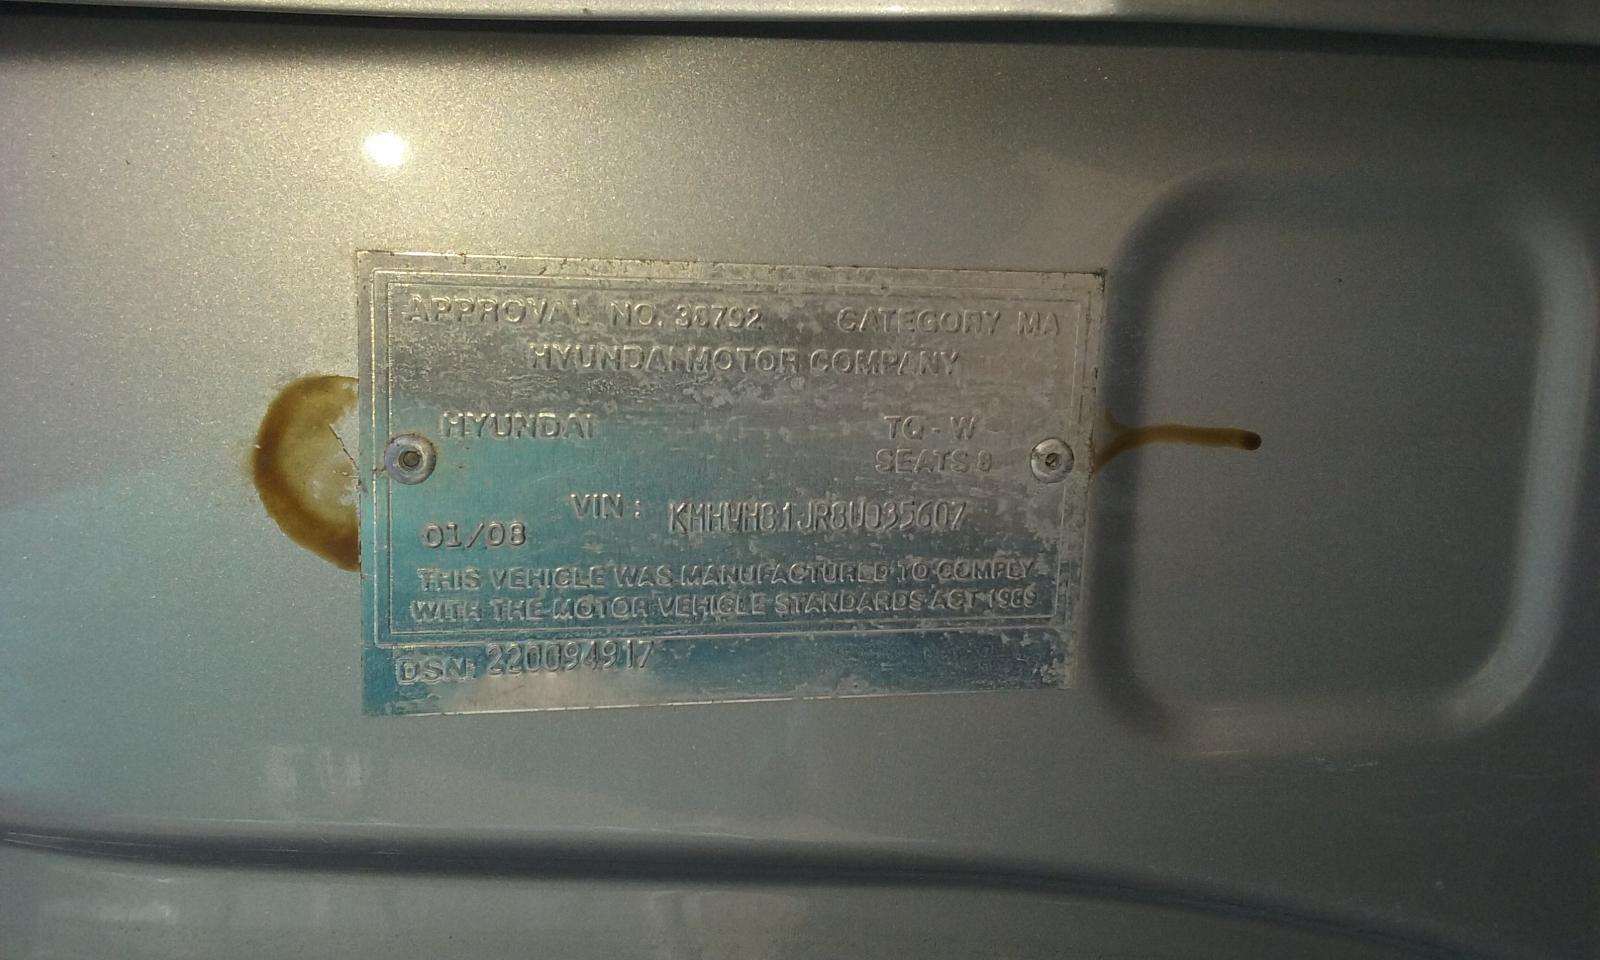 APPROVAL NO. 36792 CATEGORY MA
HYUNDAI MOTOR COMPANY
HYUNDAI TQ - W
SEATS 8
VIN : KMHWH81JR8U035607
01/08
THIS VEHICLE WAS MANUFACTURED TO COMPLY
WITH THE MOTOR VEHICLE STANDARDS ACT 1989
DSN: 220094917